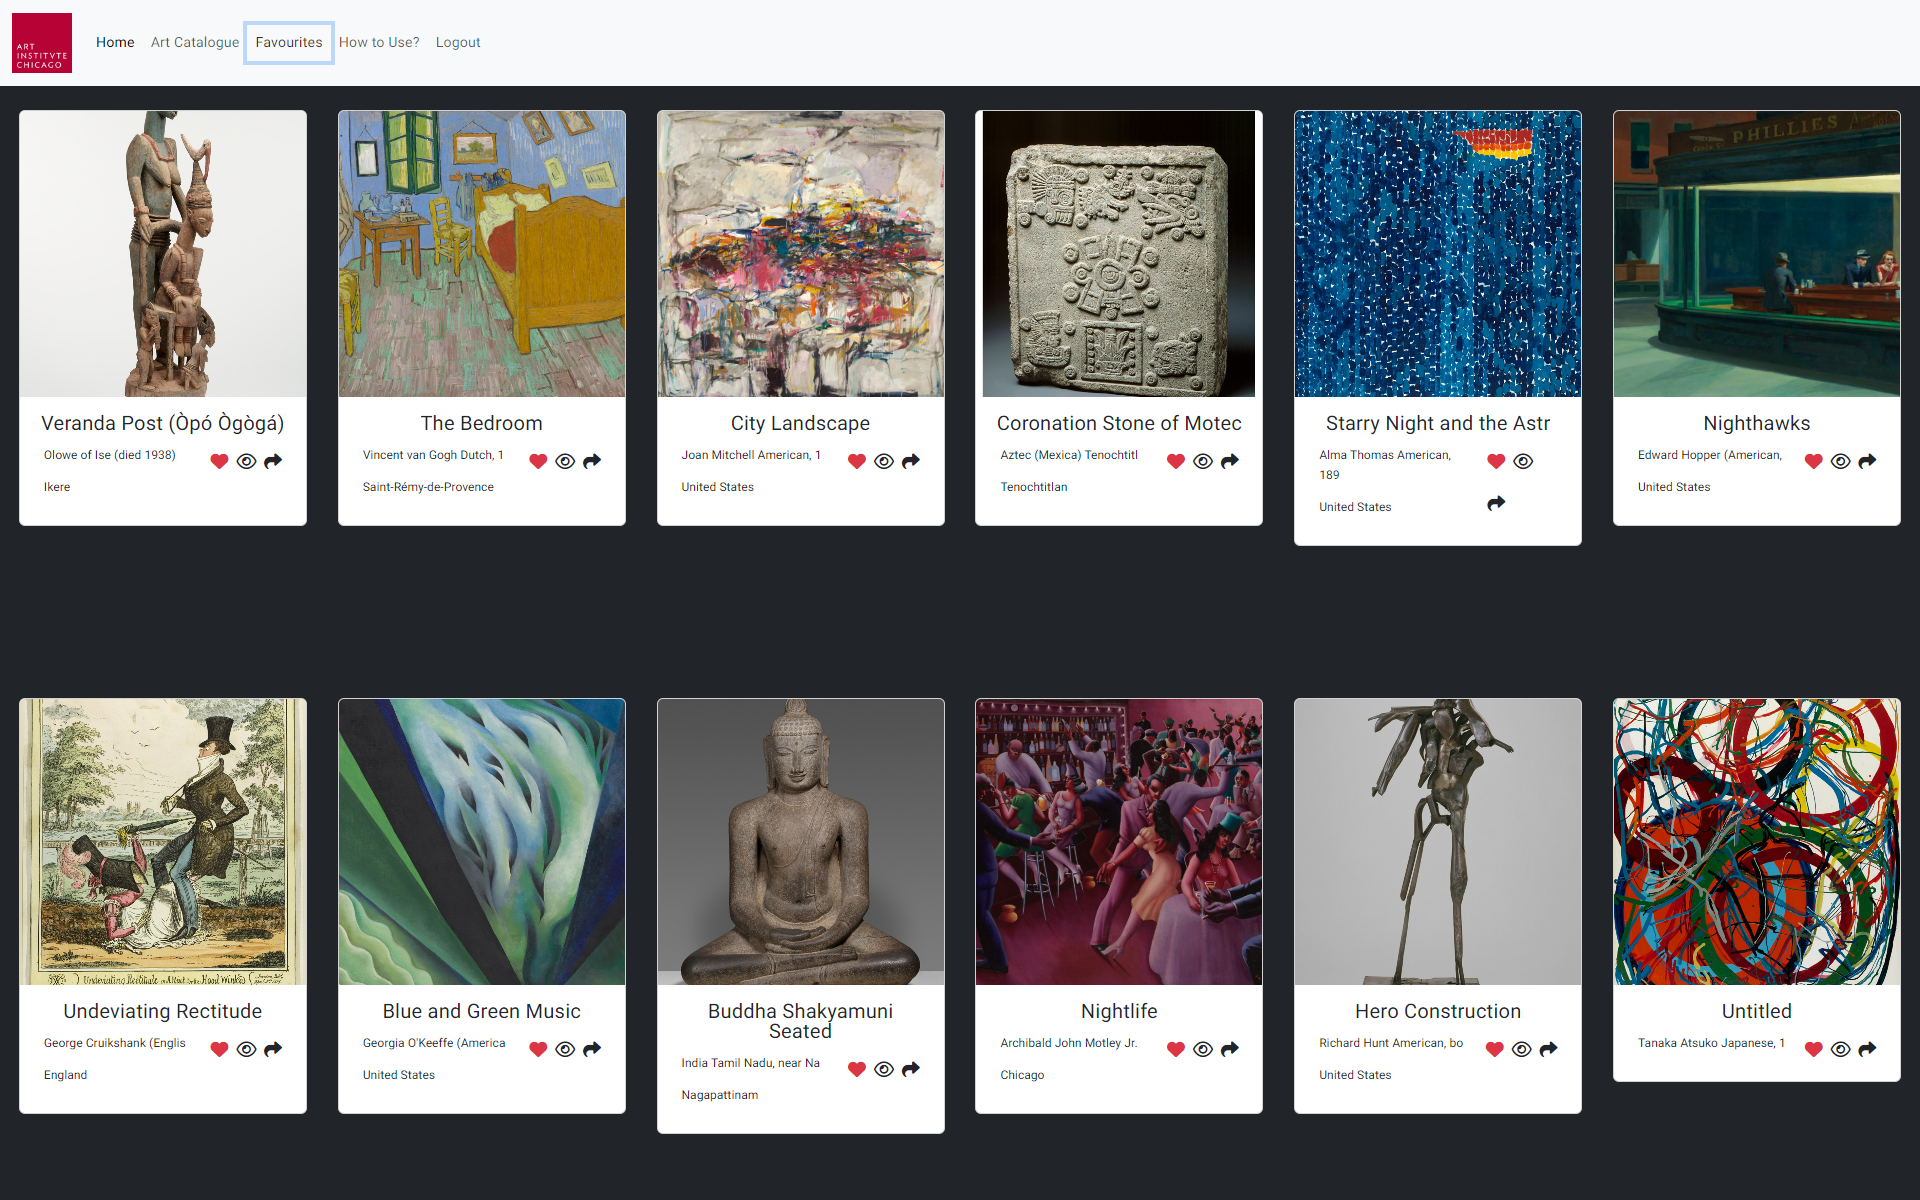 ART
INSTITVTE
CHICAGO
Home Art Catalogue Favourites How to Use? Logout
PHILLIES
Veranda Post (Òpó Ògògá)
Olowe of Ise (died 1938)
Ikere
The Bedroom
Vincent van Gogh Dutch, 1
Saint-Rémy-de-Provence
City Landscape
Joan Mitchell American, 1
United States
Coronation Stone of Motec
Aztec (Mexica) Tenochtitl
Tenochtitlan
Starry Night and the Astr
Alma Thomas American,
189
United States
Nighthawks
Edward Hopper (American,
United States
Undeviating Rectitude
George Cruikshank (Englis
England
Blue and Green Music
Georgia O'Keeffe (America
United States
Buddha Shakyamuni
Seated
India Tamil Nadu, near Na
Nagapattinam
Nightlife
Archibald John Motley Jr.
Chicago
Hero Construction
Richard Hunt American, bo
United States
Untitled
Tanaka Atsuko Japanese, 1